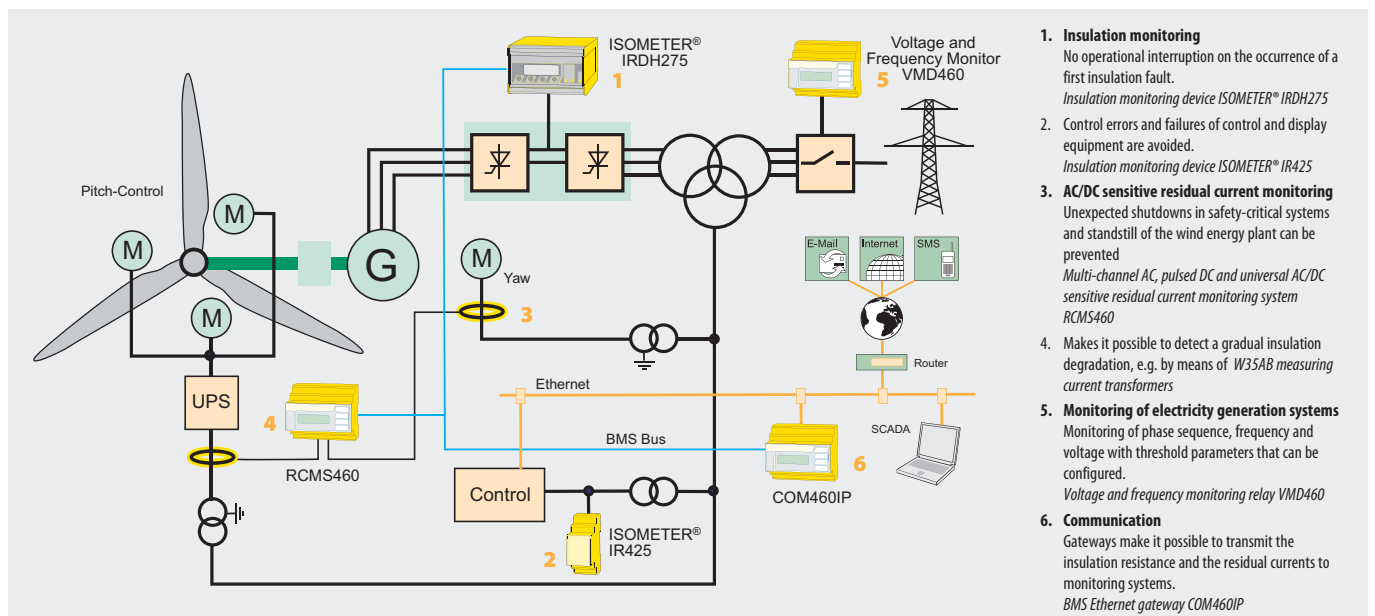 ISOMETER®
IRDH275
1
Voltage and
Frequency Monitor
VMD460
5
Pitch-Control
M
M
M
G
M
Yaw
3
E-Mail
Internet
SMS
Router
Ethernet
UPS
4
RCMS460
BMS Bus
SCADA
6
COM460IP
Control
ISOMETER®
IR425
2
1. Insulation monitoring
No operational interruption on the occurrence of a
first insulation fault.
Insulation monitoring device ISOMETER® IRDH275
2. Control errors and failures of control and display
equipment are avoided.
Insulation monitoring device ISOMETER® IR425
3. AC/DC sensitive residual current monitoring
Unexpected shutdowns in safety-critical systems
and standstill of the wind energy plant can be
prevented
Multi-channel AC, pulsed DC and universal AC/DC
sensitive residual current monitoring system
RCMS460
4. Makes it possible to detect a gradual insulation
degradation, e.g. by means of W35AB measuring
current transformers
5. Monitoring of electricity generation systems
Monitoring of phase sequence, frequency and
voltage with threshold parameters that can be
configured.
Voltage and frequency monitoring relay VMD460
6. Communication
Gateways make it possible to transmit the
insulation resistance and the residual currents to
monitoring systems.
BMS Ethernet gateway COM460IP